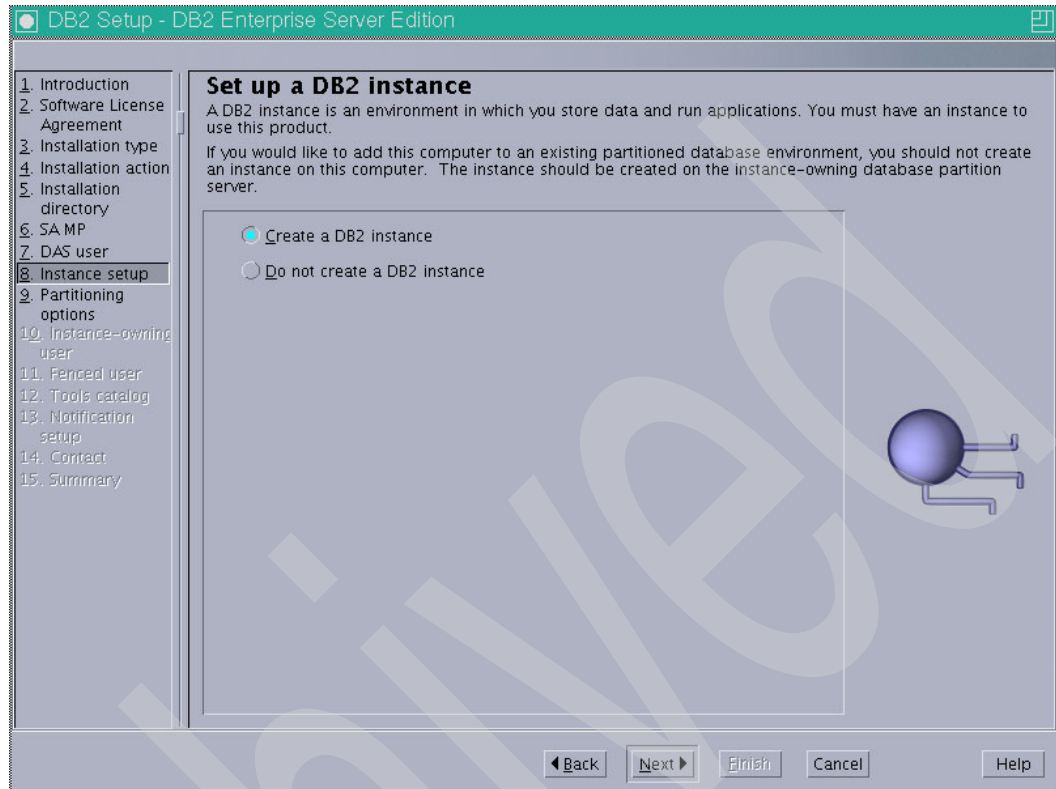 DB2 Setup - DB2 Enterprise Server Edition
1. Introduction
2. Software License
Agreement
3. Installation type
4. Installation action
5. Installation
directory
6. SA MP
7. DAS user
8. Instance setup
9. Partitioning
options
10. Instance-owning
user
11. Fenced user
12. Tools catalog
13. Notification
setup
14. Contact
15. Summary
Set up a DB2 instance
A DB2 instance is an environment in which you store data and run applications. You must have an instance to
use this product.
If you would like to add this computer to an existing partitioned database environment, you should not create
an instance on this computer. The instance should be created on the instance-owning database partition
server.
Create a DB2 instance
Do not create a DB2 instance
Back
Next
Finish
Cancel
Help
hived